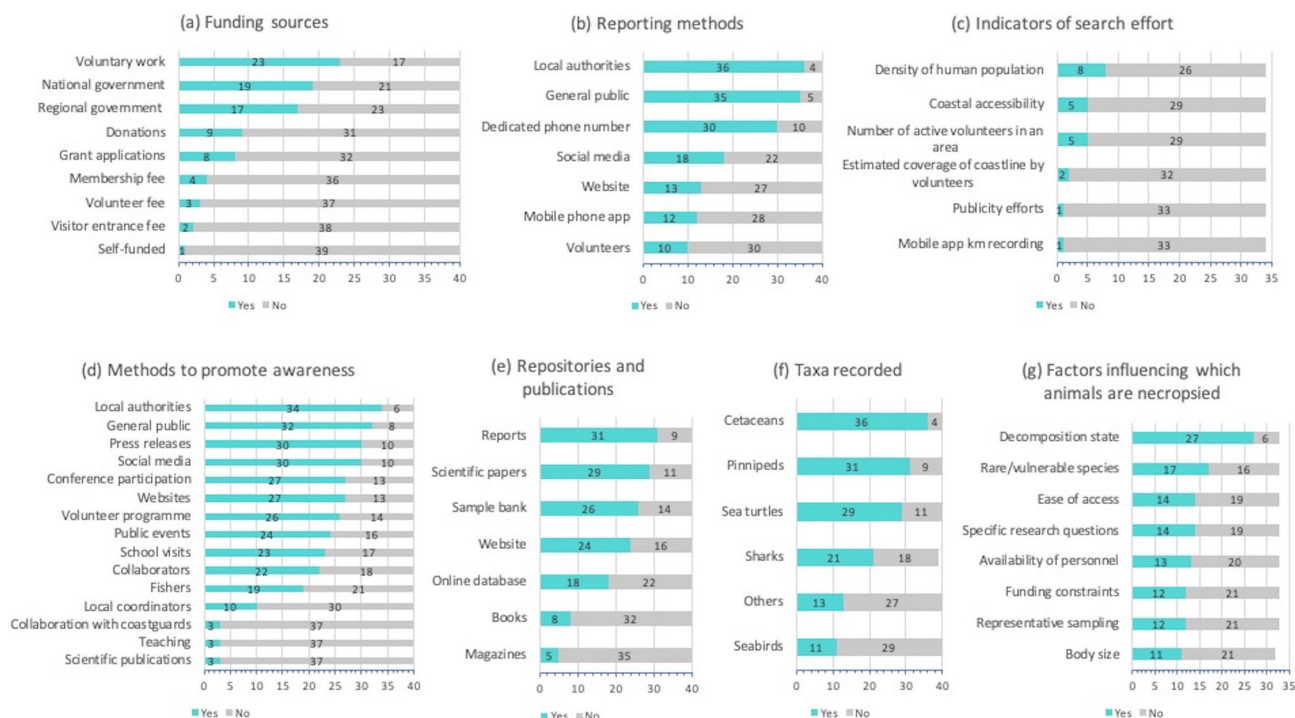 (a) Funding sources
Voluntary work 23 17
National government 19 21
Regional government 17 23
Donations 9 31
Grant applications 8 32
Membership fee 4 36
Volunteer fee 3 37
Visitor entrance fee 2 38
Self-funded 1 39
0 5 10 15 20 25 30 35 40
Yes No
(b) Reporting methods
Local authorities 36 4
General public 35 5
Dedicated phone number 30 10
Social media 18 22
Website 13 27
Mobile phone app 12 28
Volunteers 10 30
0 5 10 15 20 25 30 35 40
Yes No
(c) Indicators of search effort
Density of human population 8 26
Coastal accessibility 5 29
Number of active volunteers in an
area 5 29
Estimated coverage of coastline by
volunteers 2 32
Publicity efforts 1 33
Mobile app km recording 1 33
0 5 10 15 20 25 30 35
Yes No
(d) Methods to promote awareness
Local authorities 34 6
General public 32 8
Press releases 30 10
Social media 30 10
Conference participation 27 13
Websites 27 13
Volunteer programme 26 14
Public events 24 16
School visits 23 17
Collaborators 22 18
Fishers 19 21
Local coordinators 10 30
Collaboration with coastguards 3 37
Teaching 3 37
Scientific publications 3 37
0 5 10 15 20 25 30 35 40
Yes No
(e) Repositories and
publications
Reports 31 9
Scientific papers 29 11
Sample bank 26 14
Website 24 16
Online database 18 22
Books 8 32
Magazines 5 35
0 10 20 30 40
Yes No
(f) Taxa recorded
Cetaceans 36 4
Pinnipeds 31 9
Sea turtles 29 11
Sharks 21 18
Others 13 27
Seabirds 11 29
0 10 20 30 40
Yes No
(g) Factors influencing which
animals are necropsied
Decomposition state 27 6
Rare/vulnerable species 17 16
Ease of access 14 19
Specific research questions 14 19
Availability of personnel 13 20
Funding constraints 12 21
Representative sampling 12 21
Body size 11 21
0 5 10 15 20 25 30 35
Yes No